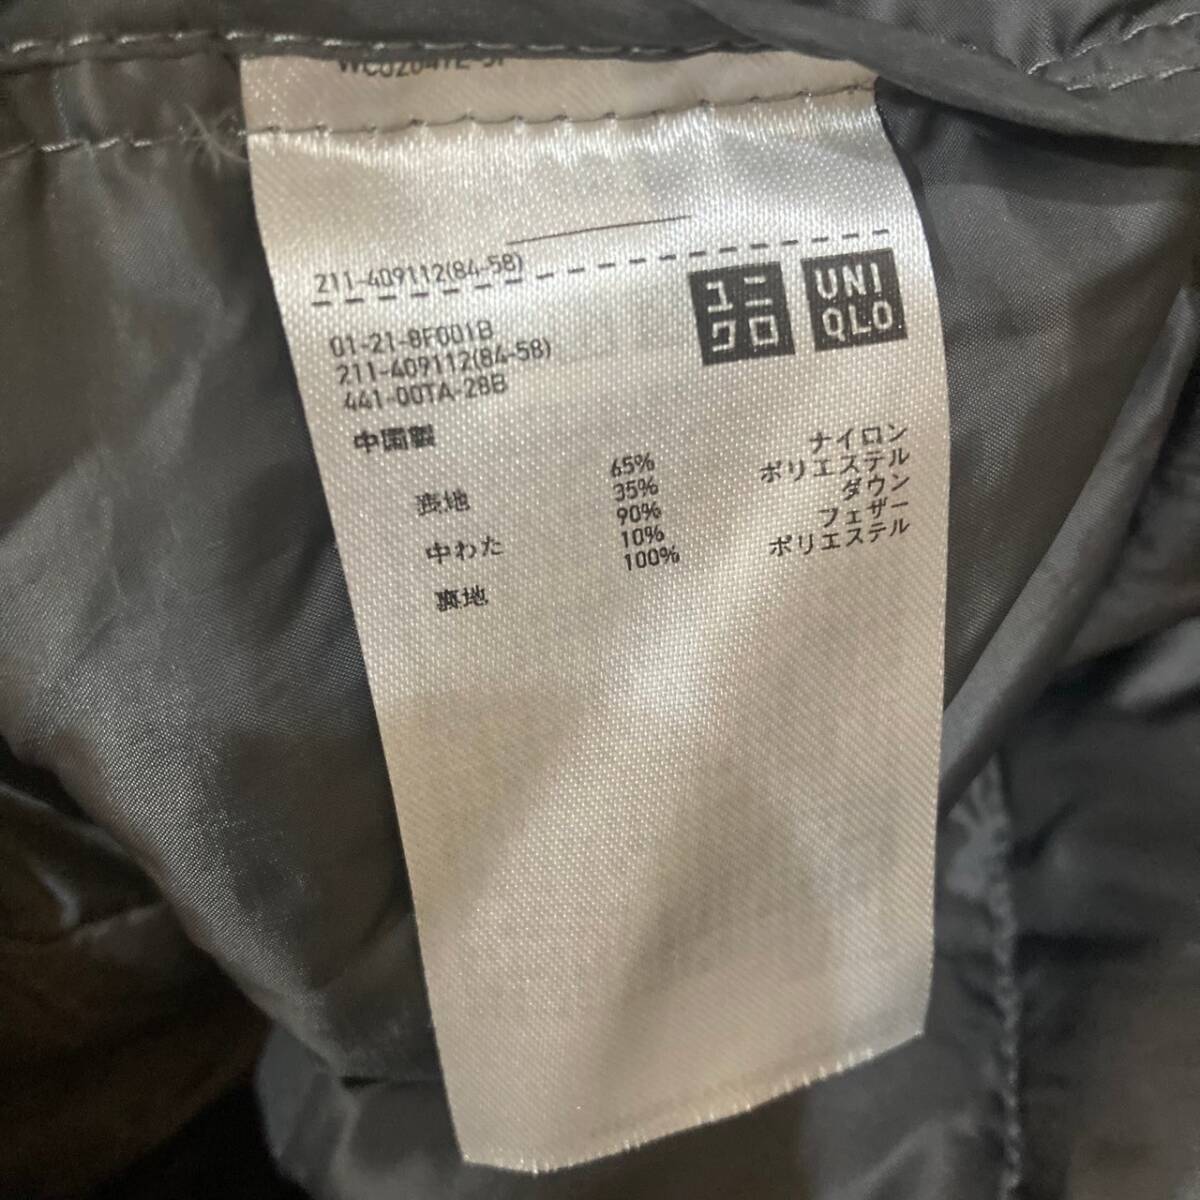 211-409112(84-58)
ユニ
クロ
UNI
QLO
01-21-8F001B
211-409112(84-58)
441-00TA-28B
中国製
表地 65% ナイロン
35% ポリエステル
中わた 90% ダウン
10% フェザー
裏地 100% ポリエステル